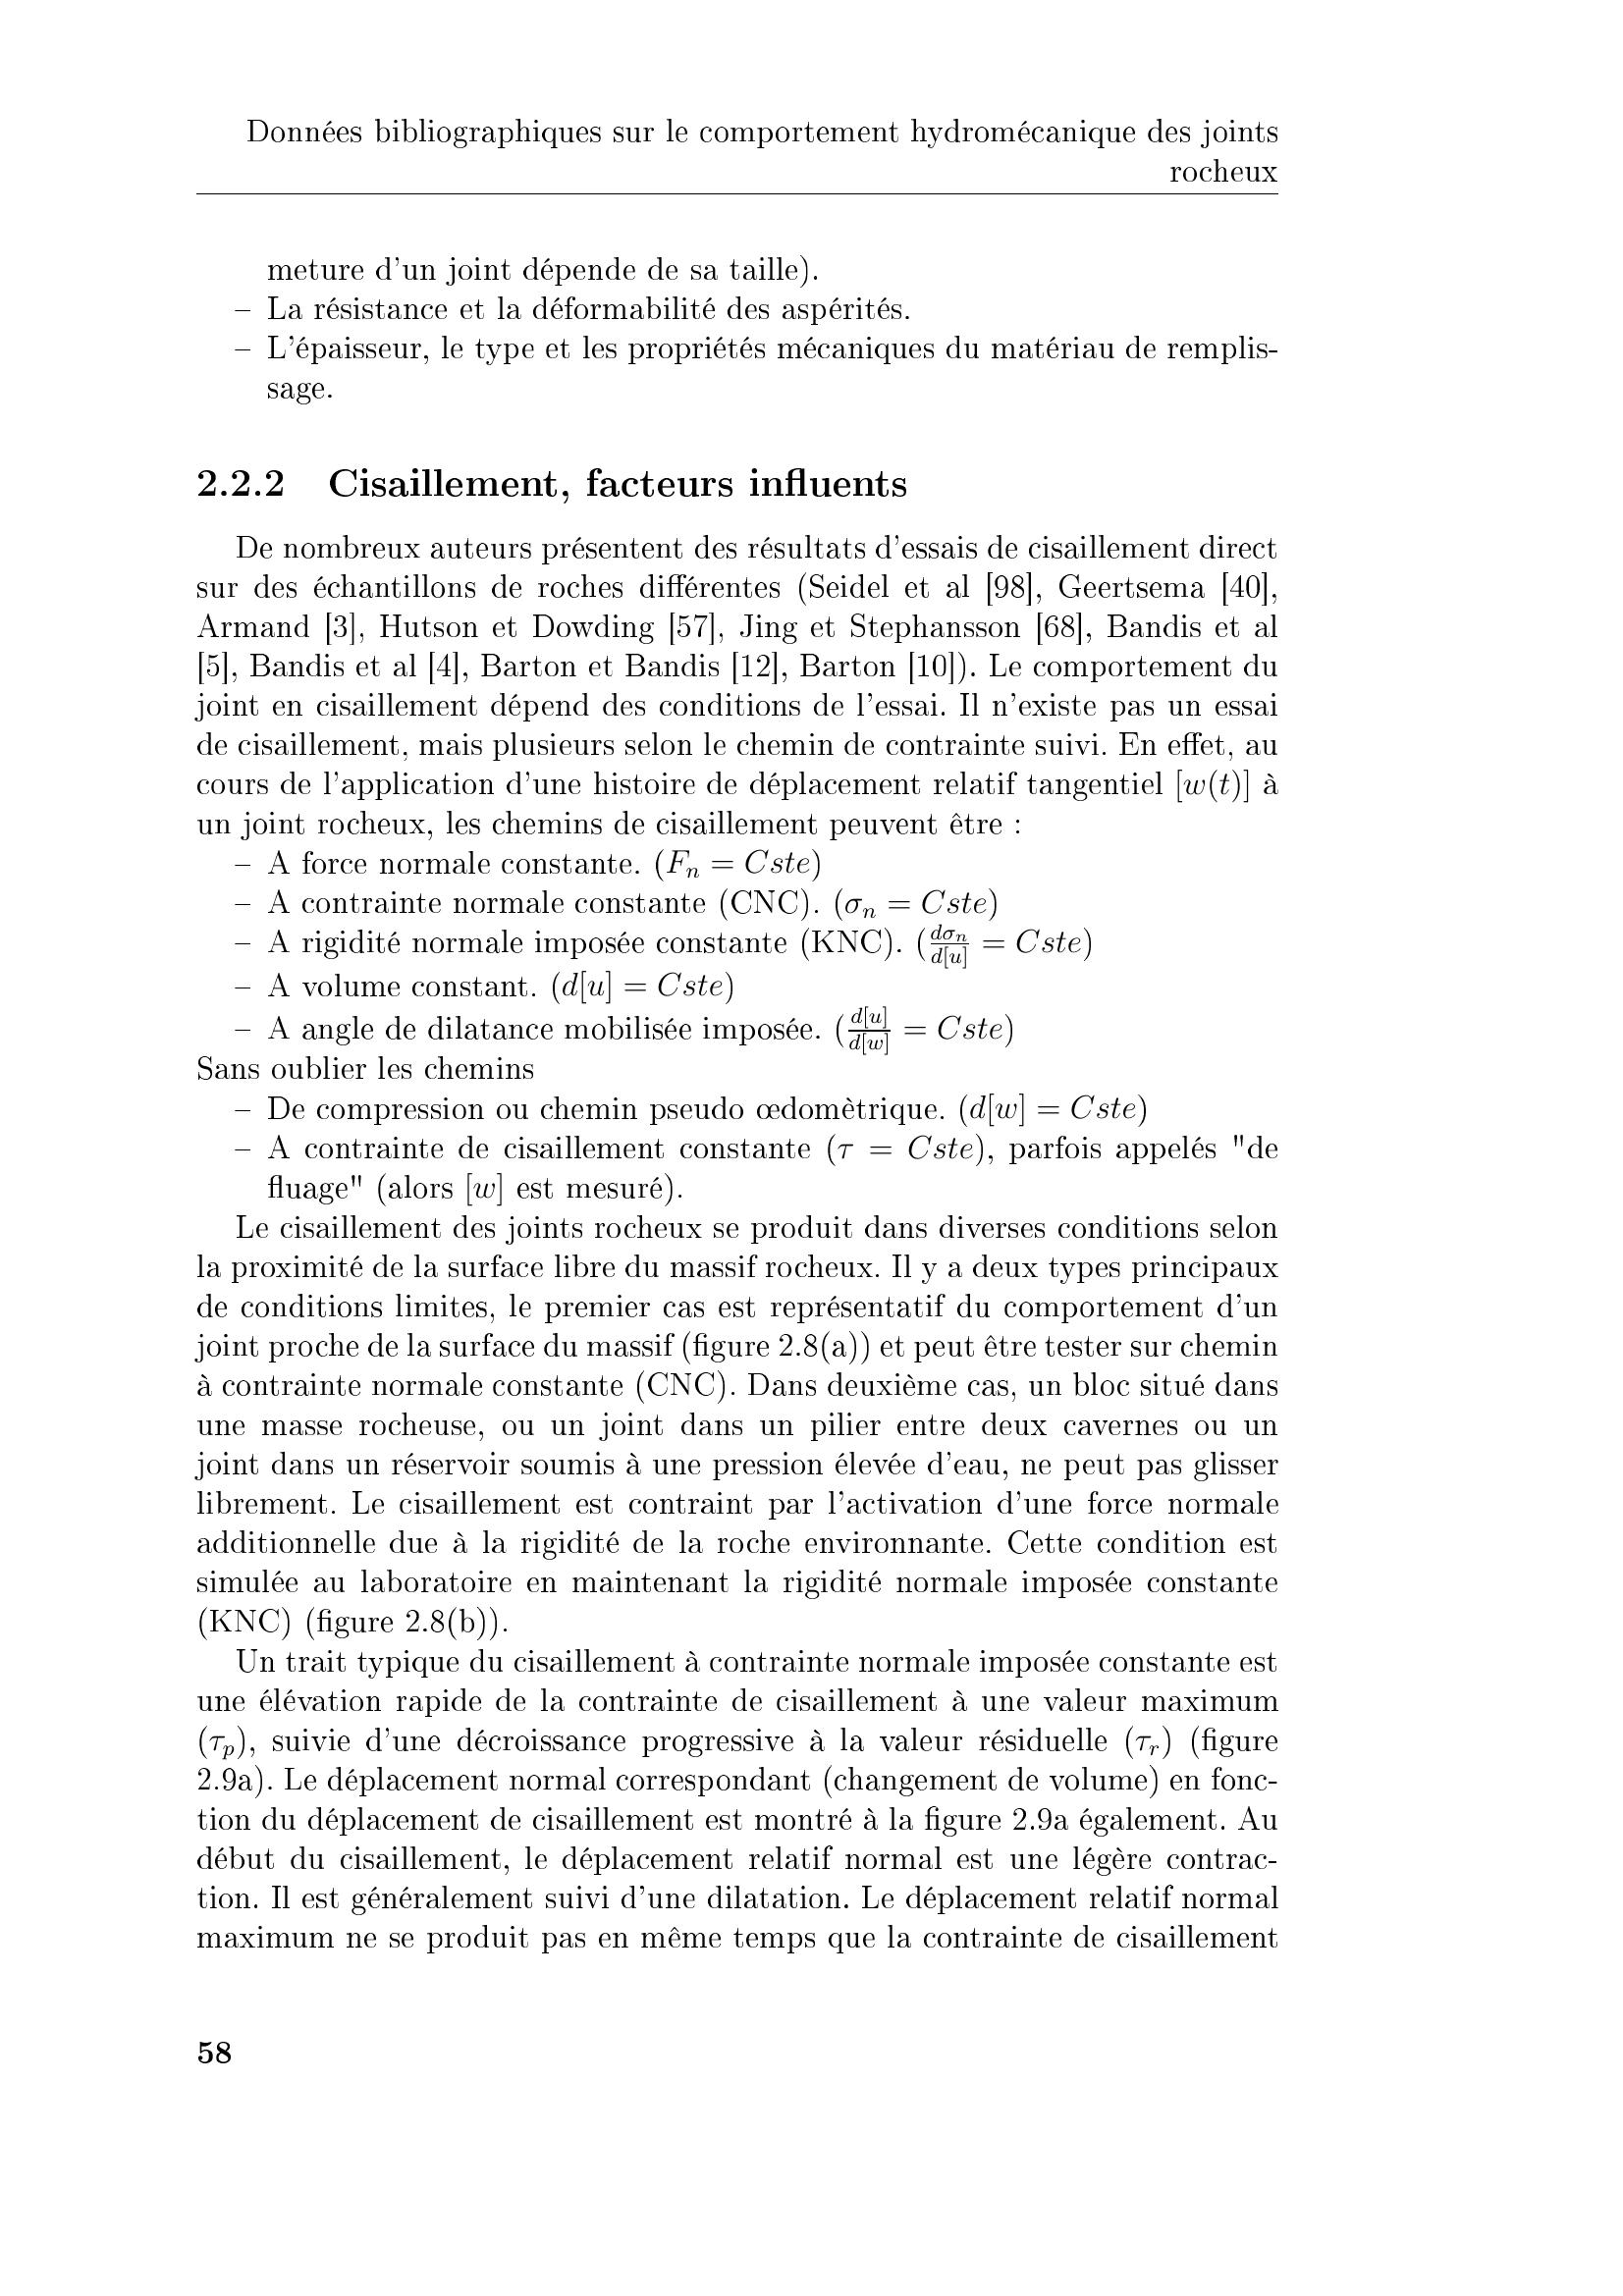 Données bibliographiques sur le comportement hydromécanique des joints
rocheux
meture d'un joint dépende de sa taille).
– La résistance et la déformabilité des aspérités.
– L'épaisseur, le type et les propriétés mécaniques du matériau de remplis-
sage.
2.2.2 Cisaillement, facteurs influents
De nombreux auteurs présentent des résultats d'essais de cisaillement direct
sur des échantillons de roches différentes (Seidel et al [98], Geertsema [40],
Armand [3], Hutson et Dowding [57], Jing et Stephansson [68], Bandis et al
[5], Bandis et al [4], Barton et Bandis [12], Barton [10]). Le comportement du
joint en cisaillement dépend des conditions de l'essai. Il n'existe pas un essai
de cisaillement, mais plusieurs selon le chemin de contrainte suivi. En effet, au
cours de l'application d'une histoire de déplacement relatif tangentiel [w(t)] à
un joint rocheux, les chemins de cisaillement peuvent être :
– A force normale constante. ($F_n = Cste$)
– A contrainte normale constante (CNC). ($\sigma_n = Cste$)
– A rigidité normale imposée constante (KNC). ($\frac{d\sigma_n}{d[u]} = Cste$)
– A volume constant. ($d[u] = Cste$)
– A angle de dilatance mobilisée imposée. ($\frac{d[u]}{d[w]} = Cste$)
Sans oublier les chemins
– De compression ou chemin pseudo œdomètrique. ($d[w] = Cste$)
– A contrainte de cisaillement constante ($\tau = Cste$), parfois appelés "de
fluage" (alors [w] est mesuré).
Le cisaillement des joints rocheux se produit dans diverses conditions selon
la proximité de la surface libre du massif rocheux. Il y a deux types principaux
de conditions limites, le premier cas est représentatif du comportement d'un
joint proche de la surface du massif (figure 2.8(a)) et peut être tester sur chemin
à contrainte normale constante (CNC). Dans deuxième cas, un bloc situé dans
une masse rocheuse, ou un joint dans un pilier entre deux cavernes ou un
joint dans un réservoir soumis à une pression élevée d'eau, ne peut pas glisser
librement. Le cisaillement est contraint par l'activation d'une force normale
additionnelle due à la rigidité de la roche environnante. Cette condition est
simulée au laboratoire en maintenant la rigidité normale imposée constante
(KNC) (figure 2.8(b)).
Un trait typique du cisaillement à contrainte normale imposée constante est
une élévation rapide de la contrainte de cisaillement à une valeur maximum
($\tau_p$), suivie d'une décroissance progressive à la valeur résiduelle ($\tau_r$) (figure
2.9a). Le déplacement normal correspondant (changement de volume) en fonc-
tion du déplacement de cisaillement est montré à la figure 2.9a également. Au
début du cisaillement, le déplacement relatif normal est une légère contrac-
tion. Il est généralement suivi d'une dilatation. Le déplacement relatif normal
maximum ne se produit pas en même temps que la contrainte de cisaillement
58